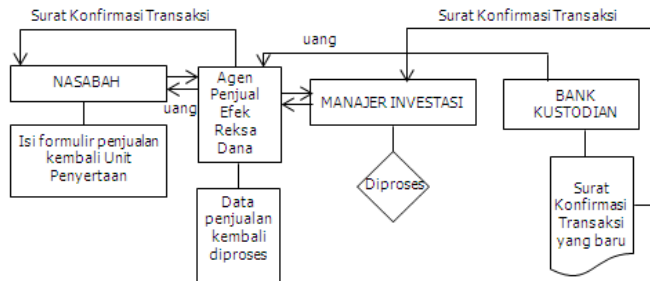 Surat Konfirmasi Transaksi
Surat Konfirmasi Transaksi
uang
NASABAH
uang
Agen
Penjual
Efek
Reksa
Dana
MANAJER INVESTASI
BANK
KUSTODIAN
Isi formulir penjualan
kembali Unit
Penyertaan
Data
penjualan
kembali
diproses
Diproses
Surat
Konfirmasi
Transaksi
yang baru